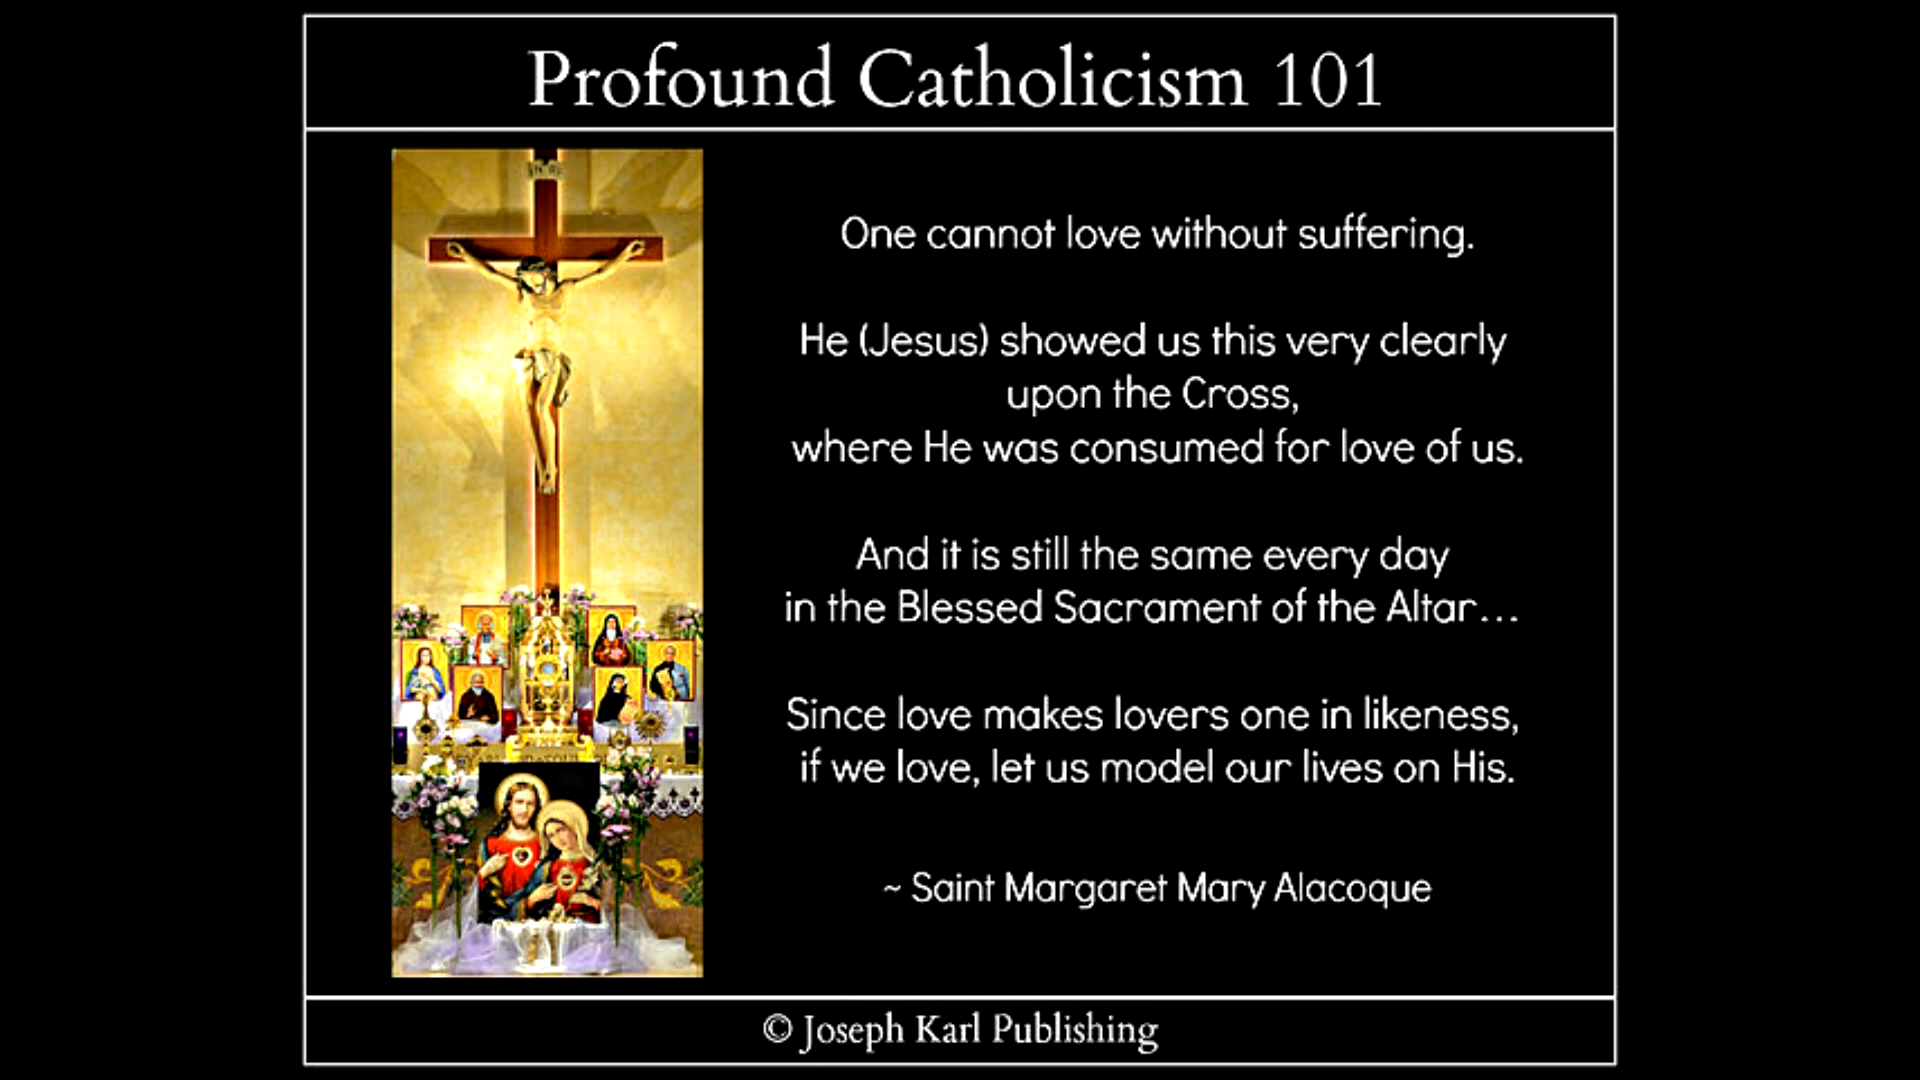 Profound Catholicism 101
One cannot love without suffering.
He (Jesus) showed us this very clearly
upon the Cross,
where He was consumed for love of us.
And it is still the same every day
in the Blessed Sacrament of the Altar...
Since love makes lovers one in likeness,
if we love, let us model our lives on His.
~ Saint Margaret Mary Alacoque
© Joseph Karl Publishing